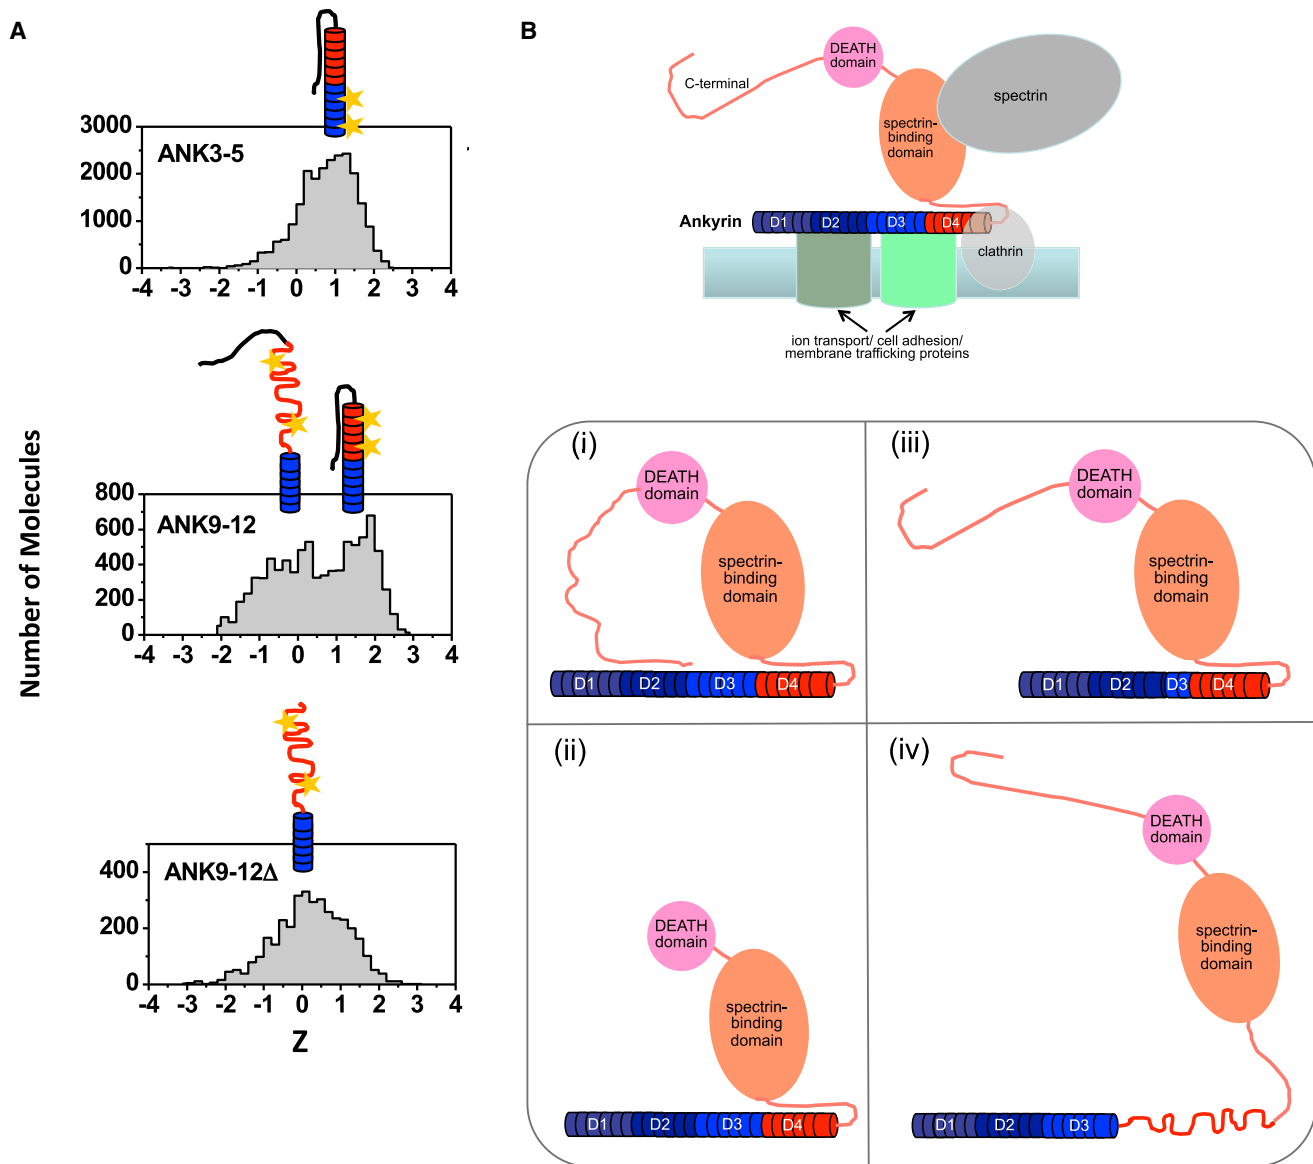 A
Number of Molecules
3000
2000
1000
0
ANK3-5
-4 -3 -2 -1 0 1 2 3 4
800
600
400
200
0
ANK9-12
-4 -3 -2 -1 0 1 2 3 4
400
200
0
ANK9-12Δ
-4 -3 -2 -1 0 1 2 3 4
Z
B
C-terminal
DEATH
domain
spectrin-
binding
domain
spectrin
Ankyrin
D1 D2 D3 D4
clathrin
ion transport/ cell adhesion/
membrane trafficking proteins
(i)
DEATH
domain
spectrin-
binding
domain
D1 D2 D3 D4
(iii)
DEATH
domain
spectrin-
binding
domain
D1 D2 D3 D4
(ii)
DEATH
domain
spectrin-
binding
domain
D1 D2 D3 D4
(iv)
DEATH
domain
spectrin-
binding
domain
D1 D2 D3